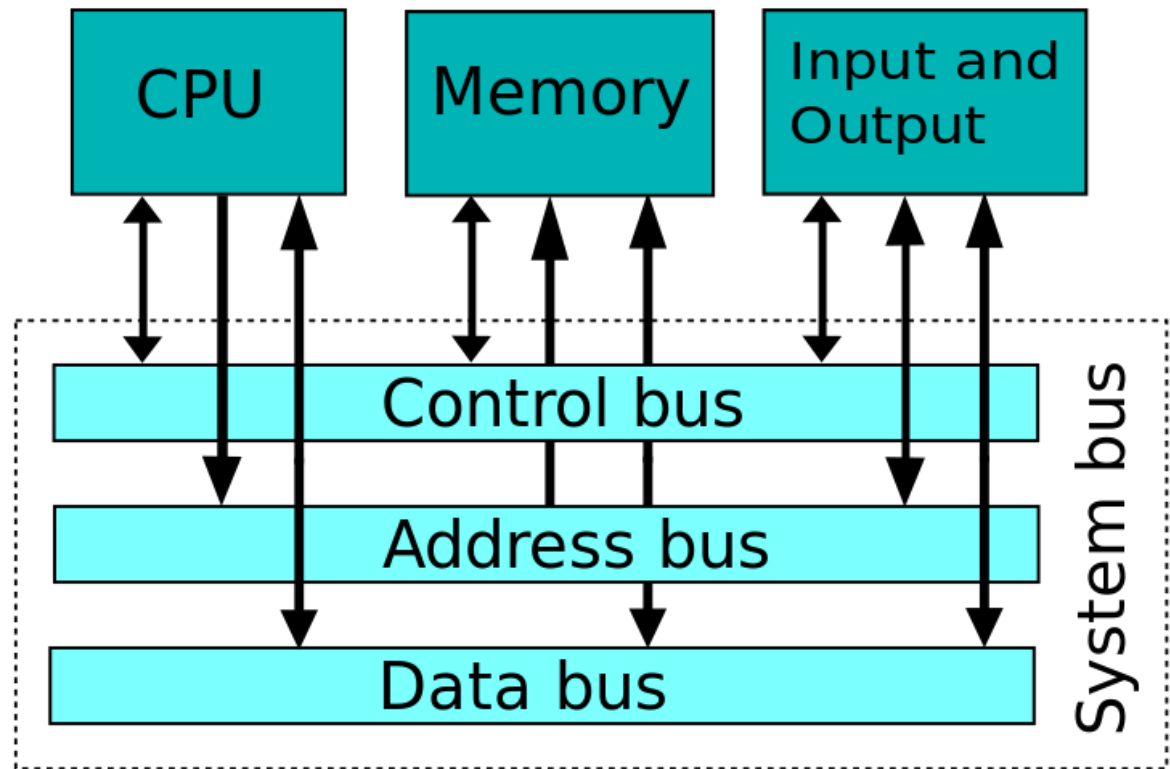 CPU
Memory
Input and
Output
Control bus
Address bus
Data bus
System bus